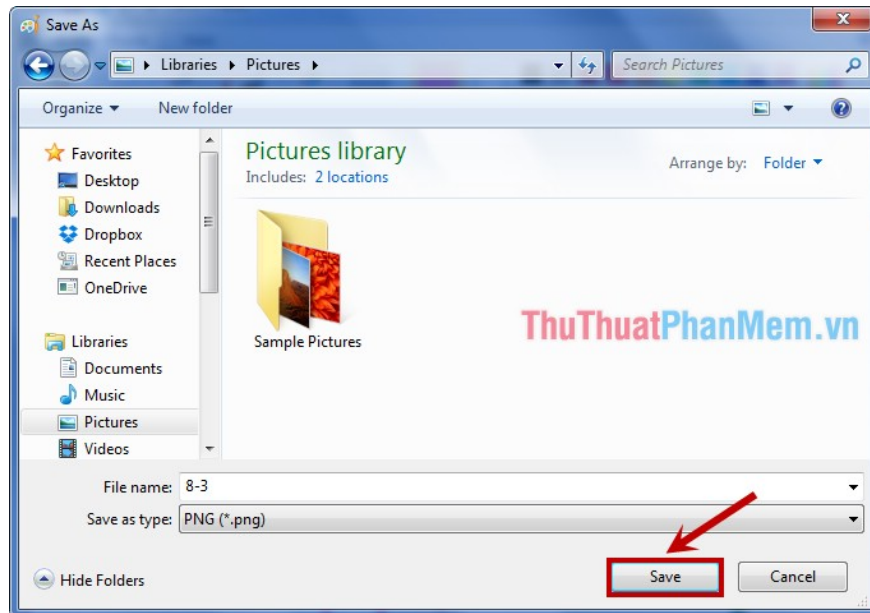 Save As
Libraries Pictures
Search Pictures
Organize New folder
Favorites
Desktop
Downloads
Dropbox
Recent Places
OneDrive
Libraries
Documents
Music
Pictures
Videos
Pictures library
Includes: 2 locations
Arrange by: Folder
Sample Pictures
ThuThuatPhanMem.vn
File name: 8-3
Save as type: PNG (*.png)
Hide Folders
Save
Cancel